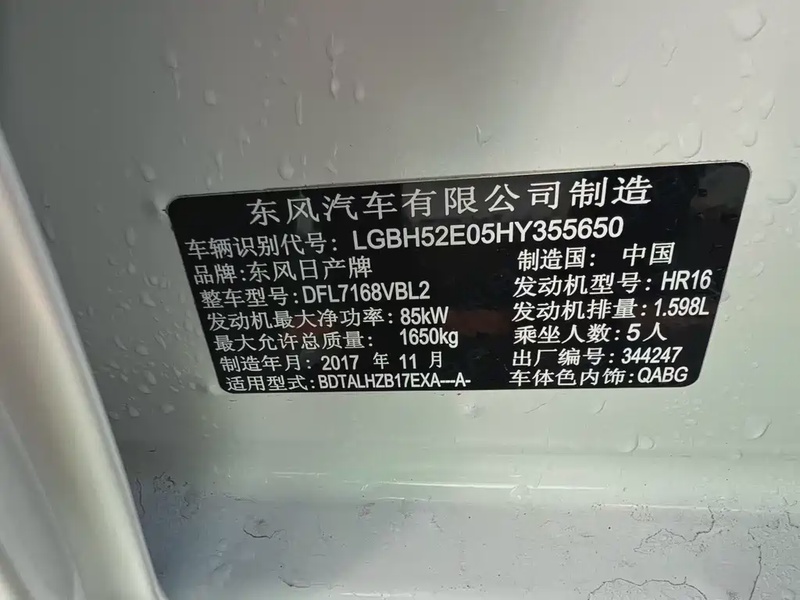 东风汽车有限公司制造
车辆识别代号: LGBH52E05HY355650
品牌:东风日产牌 制造国: 中国
整车型号:DFL7168VBL2 发动机型号: HR16
发动机最大净功率: 85kW 发动机排量: 1.598L
最大允许总质量: 1650kg 乘坐人数: 5人
制造年月: 2017 年 11 月 出厂编号: 344247
适用型式: BDTALHZB17EXA---A- 车体色内饰: QABG